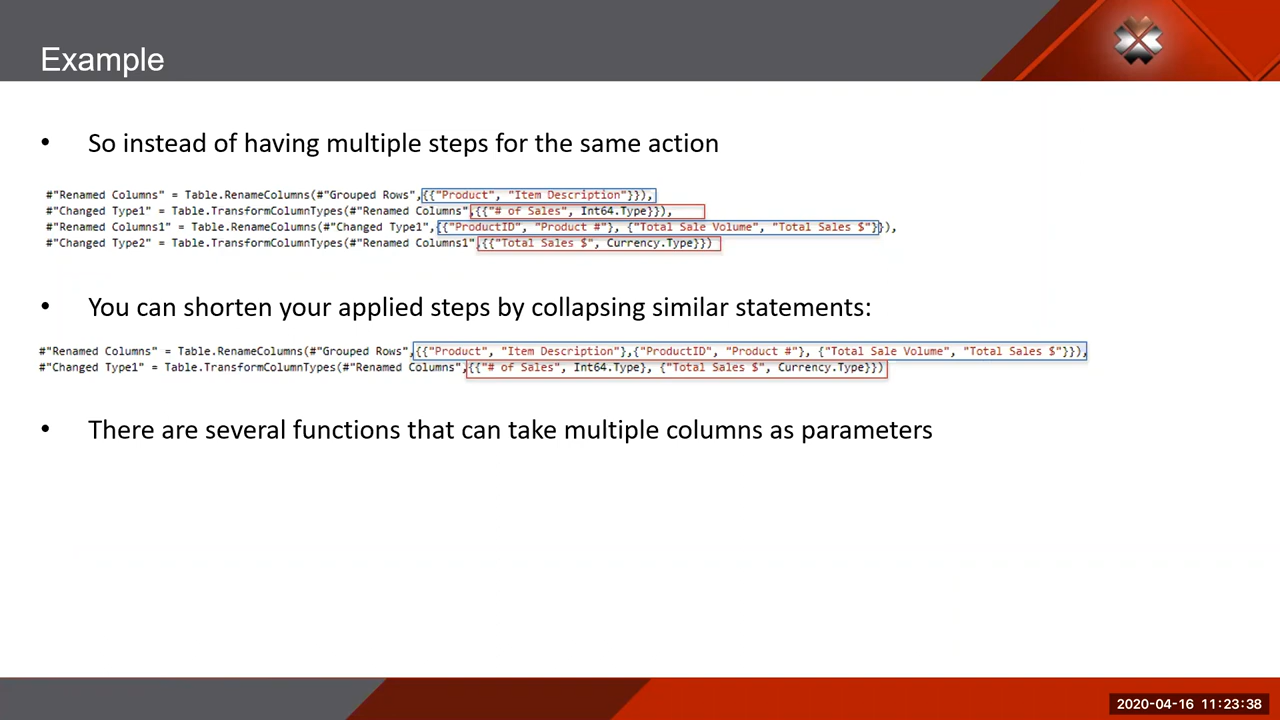 Example
• So instead of having multiple steps for the same action
#"Renamed Columns" = Table.RenameColumns(#"Grouped Rows",{{"Product", "Item Description"}}),
#"Changed Type1" = Table.TransformColumnTypes(#"Renamed Columns",{{"# of Sales", Int64.Type}}),
#"Renamed Columns1" = Table.RenameColumns(#"Changed Type1",{{"ProductID", "Product #"}, {"Total Sale Volume", "Total Sales $"}}),
#"Changed Type2" = Table.TransformColumnTypes(#"Renamed Columns1",{{"Total Sales $", Currency.Type}})
• You can shorten your applied steps by collapsing similar statements:
#"Renamed Columns" = Table.RenameColumns(#"Grouped Rows",{{"Product", "Item Description"},{"ProductID", "Product #"}, {"Total Sale Volume", "Total Sales $"}}),
#"Changed Type1" = Table.TransformColumnTypes(#"Renamed Columns",{{"# of Sales", Int64.Type}, {"Total Sales $", Currency.Type}})
• There are several functions that can take multiple columns as parameters
2020-04-16 11:23:38